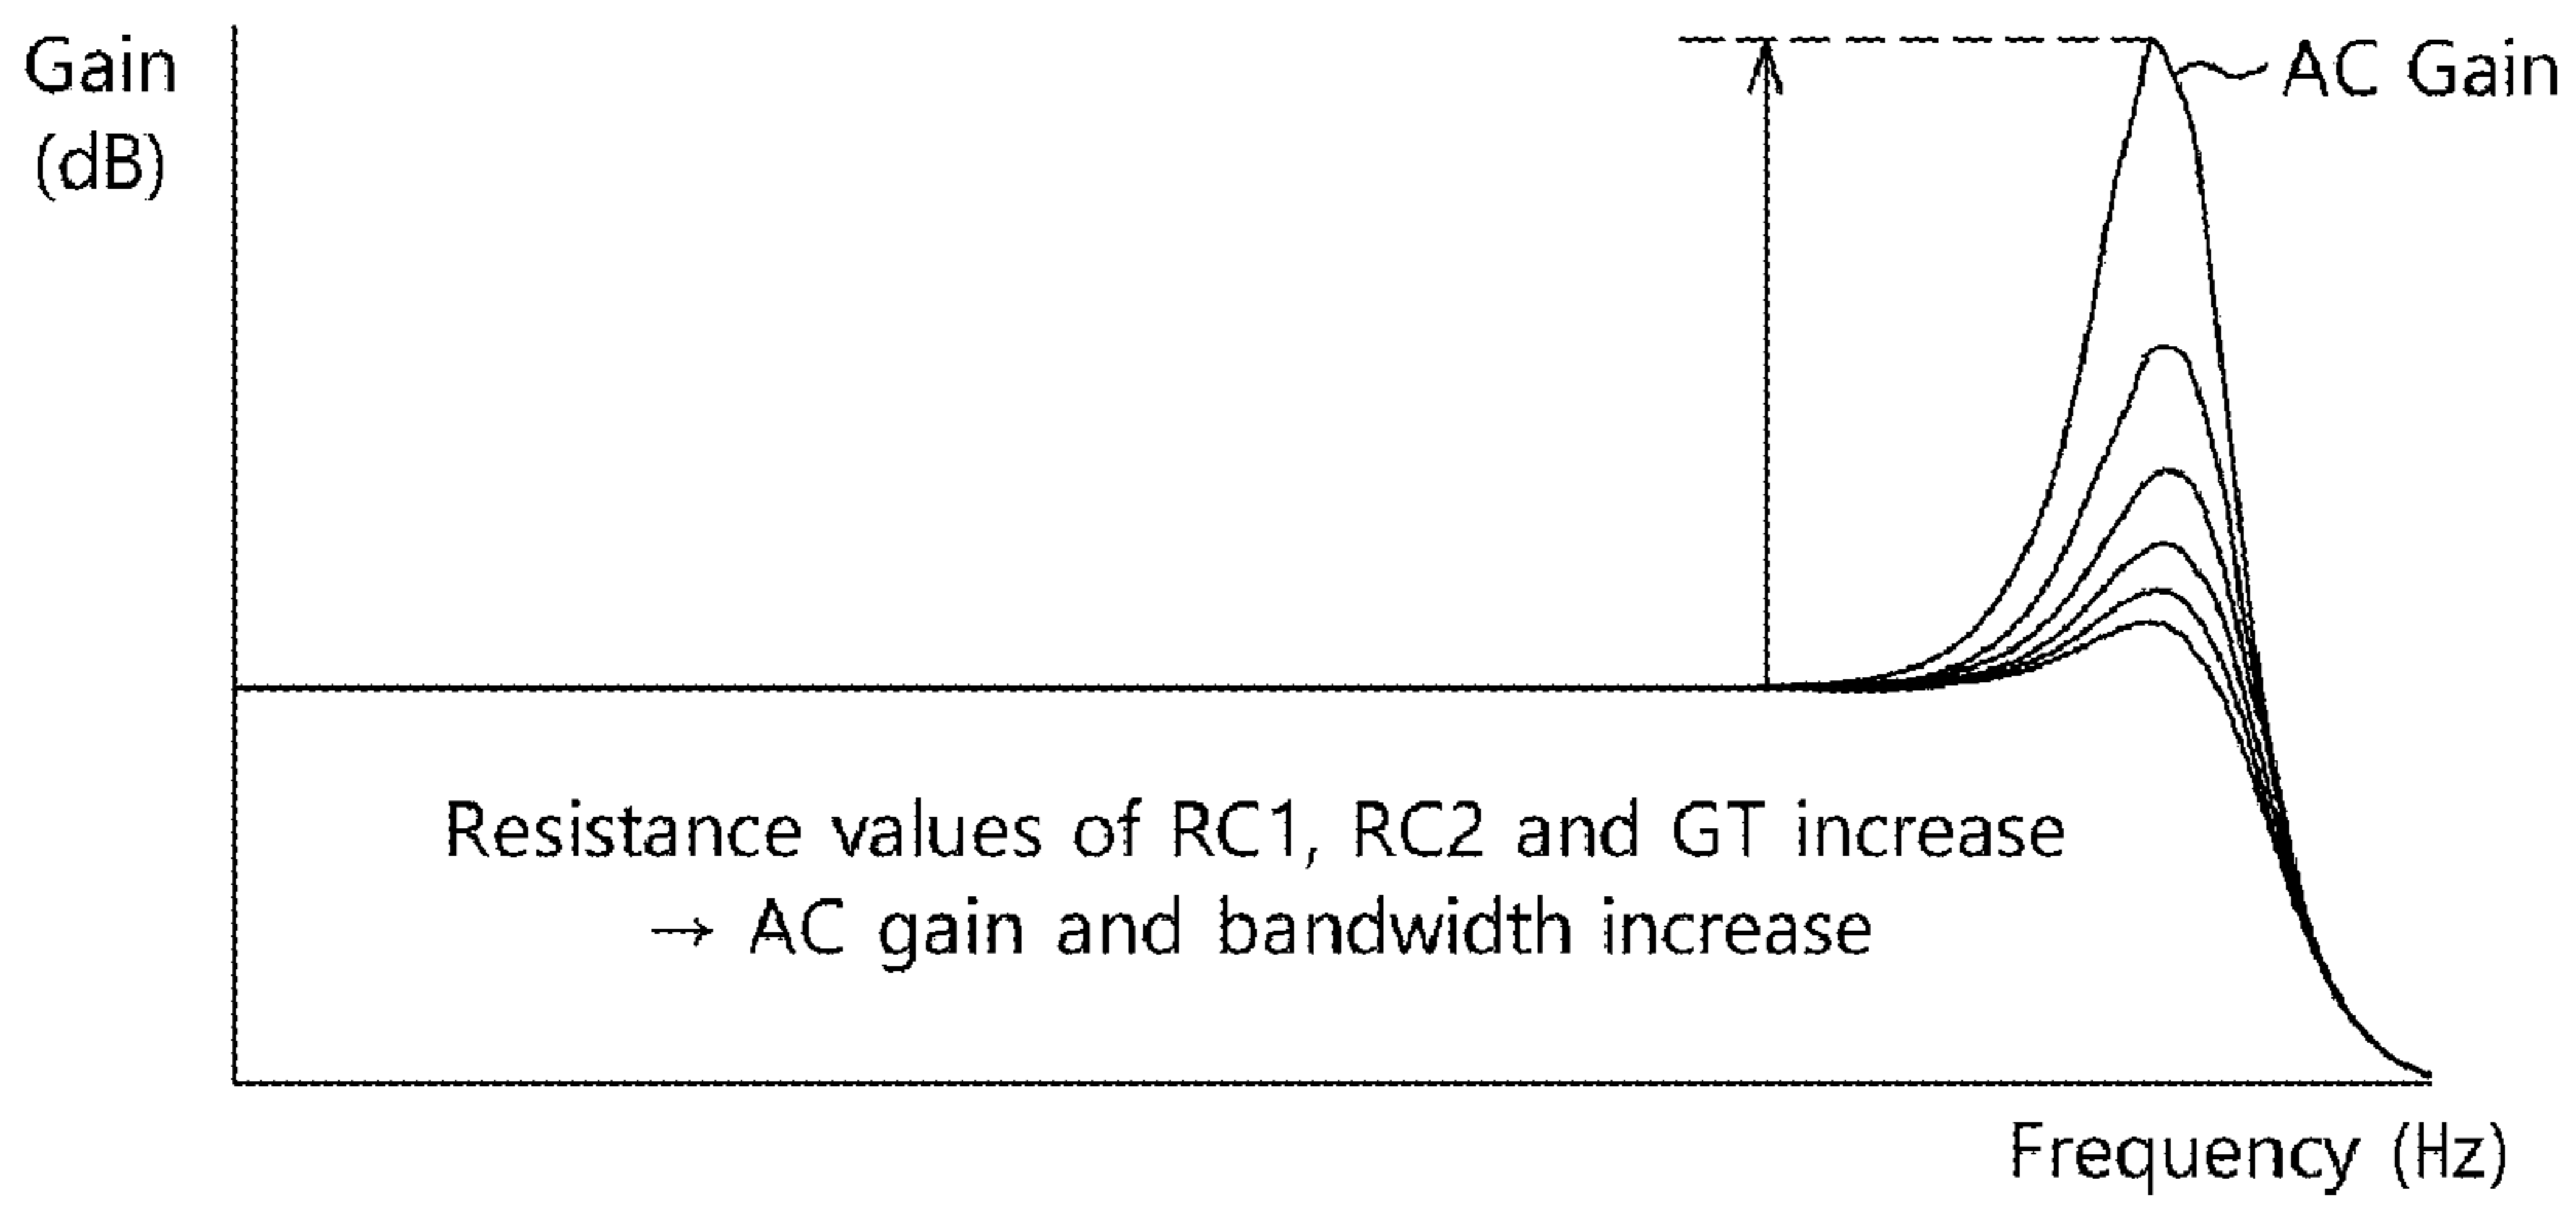 Gain
(dB)
AC Gain
Resistance values of RC1, RC2 and GT increase
→ AC gain and bandwidth increase
Frequency (Hz)